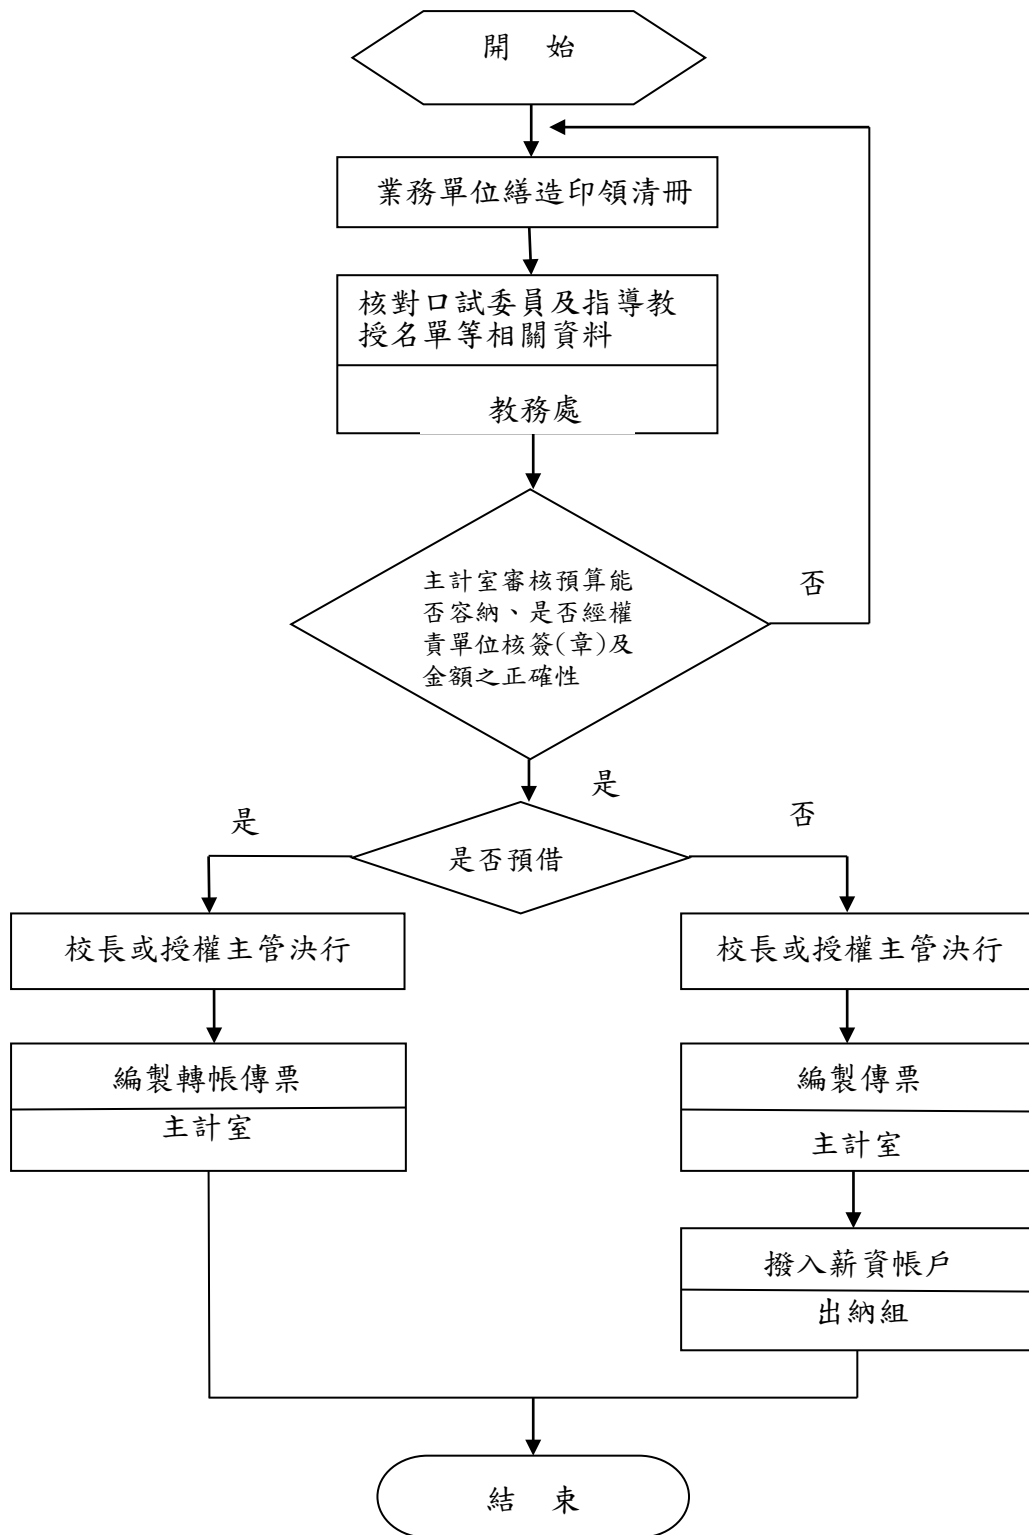 開 始
業務單位繕造印領清冊
核對口試委員及指導教
授名單等相關資料
教務處
主計室審核預算能
否容納、是否經權
責單位核簽(章)及
金額之正確性
否
是
是
否
是否預借
校長或授權主管決行
校長或授權主管決行
編製轉帳傳票
主計室
編製傳票
主計室
撥入薪資帳戶
出納組
結 束